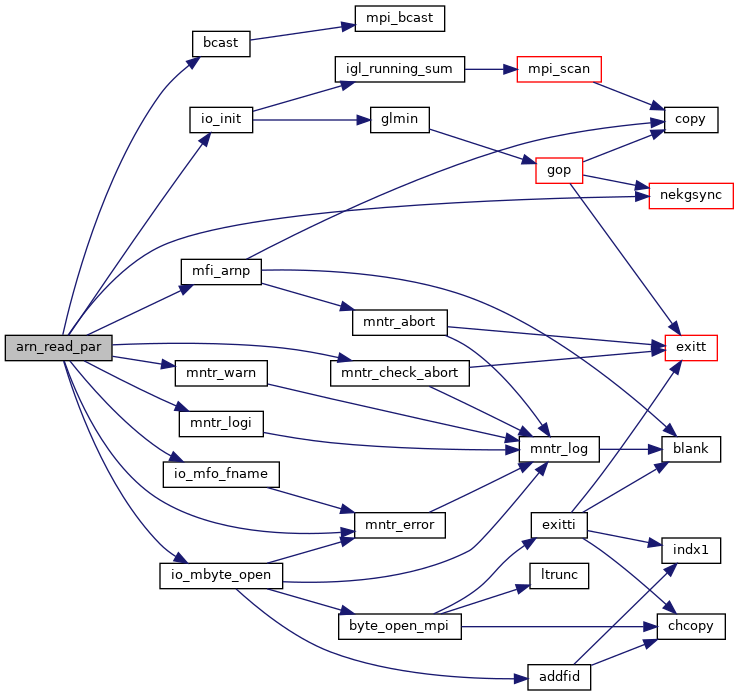 mpi_bcast
bcast
igl_running_sum
mpi_scan
io_init
glmin
copy
gop
nekgsync
mfi_arnp
mntr_abort
arn_read_par
exitt
mntr_warn
mntr_check_abort
mntr_logi
mntr_log
blank
io_mfo_fname
mntr_error
exitti
indx1
io_mbyte_open
ltrunc
byte_open_mpi
chcopy
addfid